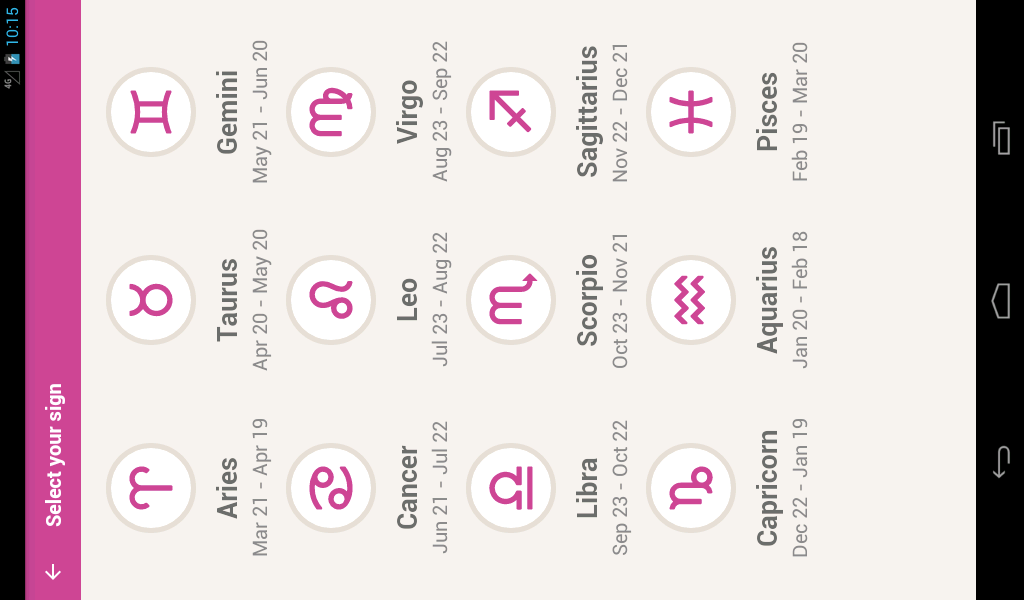 4G 10:15
Select your sign
Aries Taurus Gemini
Mar 21 - Apr 19 Apr 20 - May 20 May 21 - Jun 20
Cancer Leo Virgo
Jun 21 - Jul 22 Jul 23 - Aug 22 Aug 23 - Sep 22
Libra Scorpio Sagittarius
Sep 23 - Oct 22 Oct 23 - Nov 21 Nov 22 - Dec 21
Capricorn Aquarius Pisces
Dec 22 - Jan 19 Jan 20 - Feb 18 Feb 19 - Mar 20